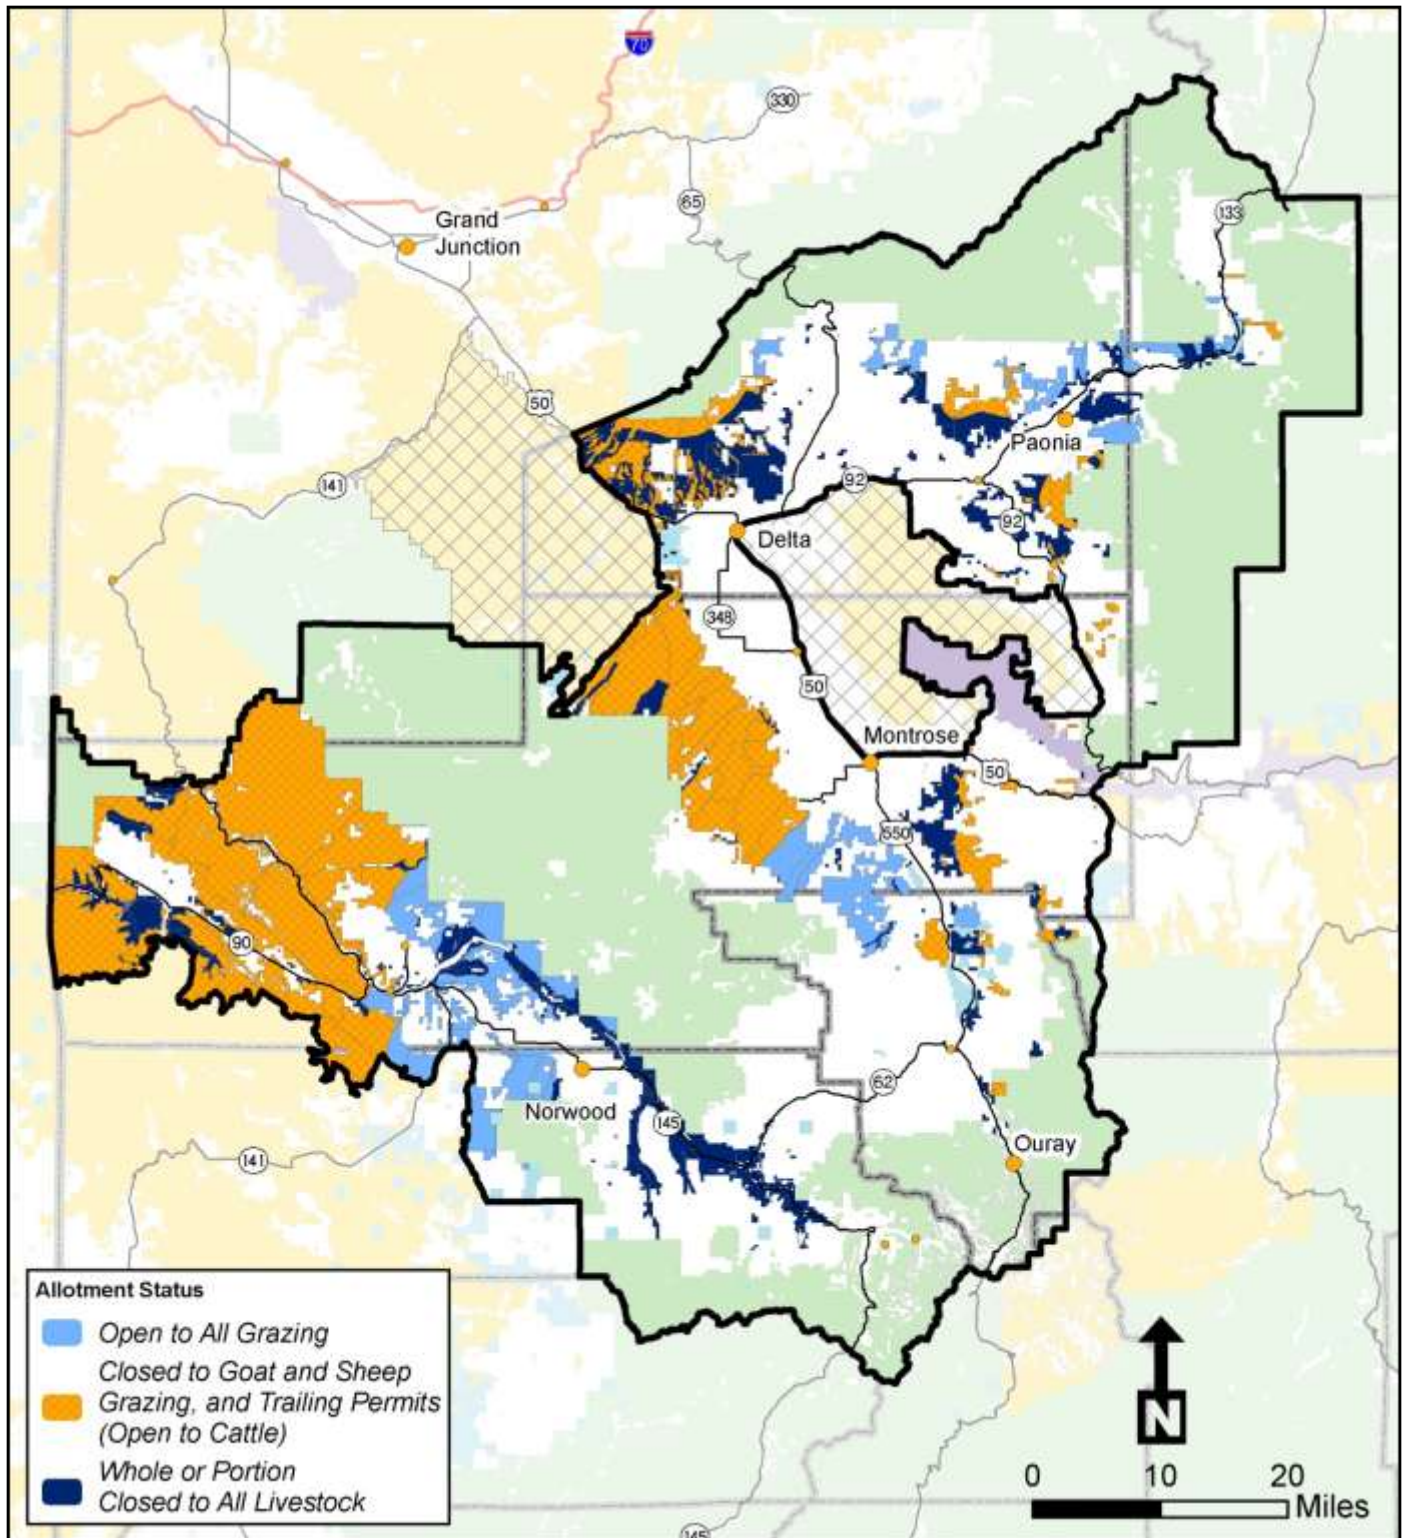 70
330
65
133
Grand
Junction
50
141
Paonia
92
92
Delta
348
50
Montrose
50
550
90
Norwood
145
62
Ouray
141
Allotment Status
Open to All Grazing
Closed to Goat and Sheep
Grazing, and Trailing Permits
(Open to Cattle)
Whole or Portion
Closed to All Livestock
N
0 10 20
Miles
145